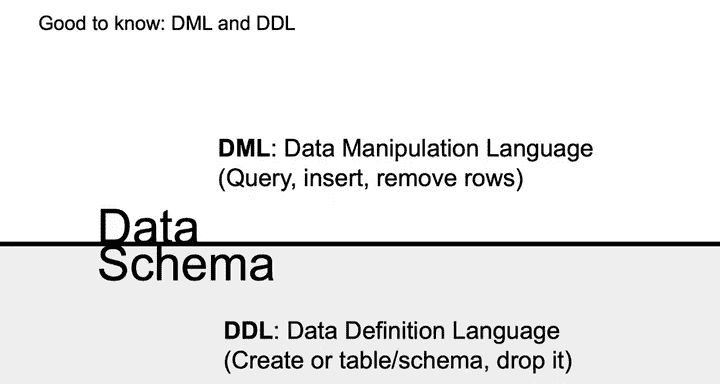 Good to know: DML and DDL
DML: Data Manipulation Language
(Query, insert, remove rows)
Data
Schema
DDL: Data Definition Language
(Create or table/schema, drop it)